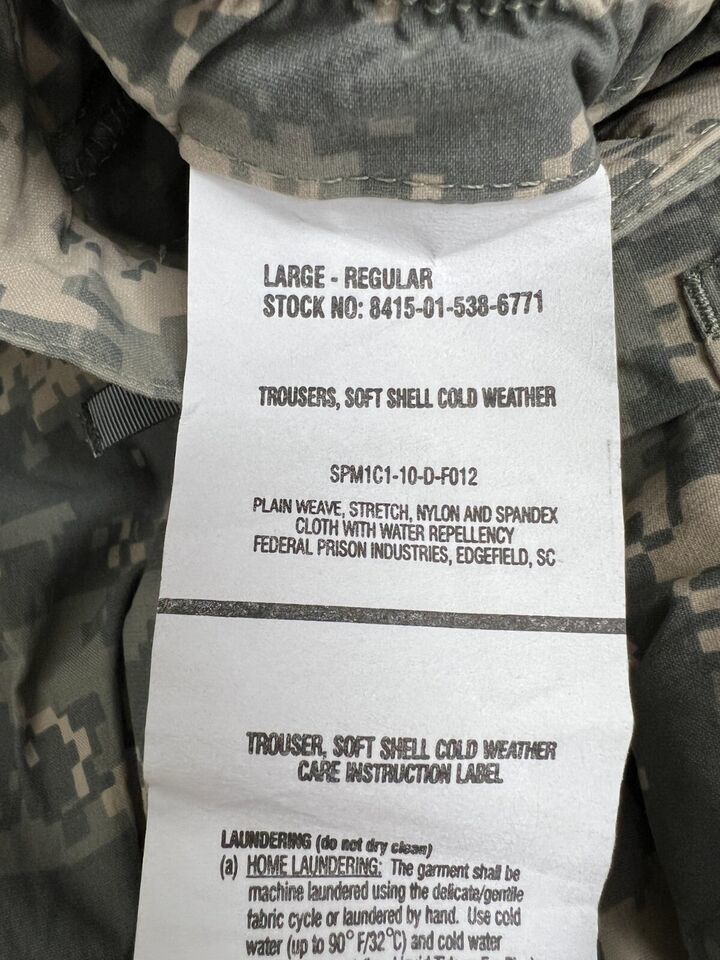 LARGE - REGULAR
STOCK NO: 8415-01-538-6771
TROUSERS, SOFT SHELL COLD WEATHER
SPM1C1-10-D-F012
PLAIN WEAVE, STRETCH, NYLON AND SPANDEX
CLOTH WITH WATER REPELLENCY
FEDERAL PRISON INDUSTRIES, EDGEFIELD, SC
TROUSER, SOFT SHELL COLD WEATHER
CARE INSTRUCTION LABEL
LAUNDERING (do not dry clean)
(a) HOME LAUNDERING: The garment shall be
machine laundered using the delicate/gentle
fabric cycle or laundered by hand. Use cold
water (up to 90° F/32°C) and cold water